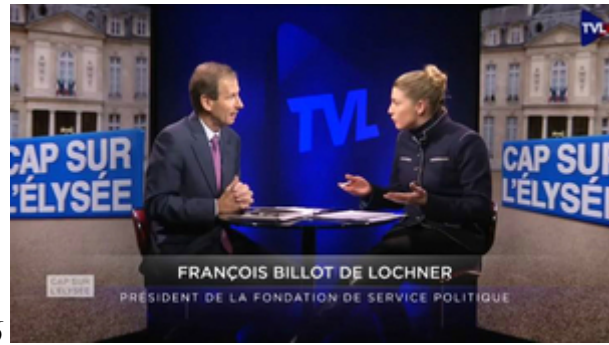 TVL
TVL
CAP SUR
L'ÉLYSÉE
CAP SUR
L'ÉLYSÉE
FRANÇOIS BILLOT DE LOCHNER
CAP SUR
L'ELYSEE
PRÉSIDENT DE LA FONDATION DE SERVICE POLITIQUE